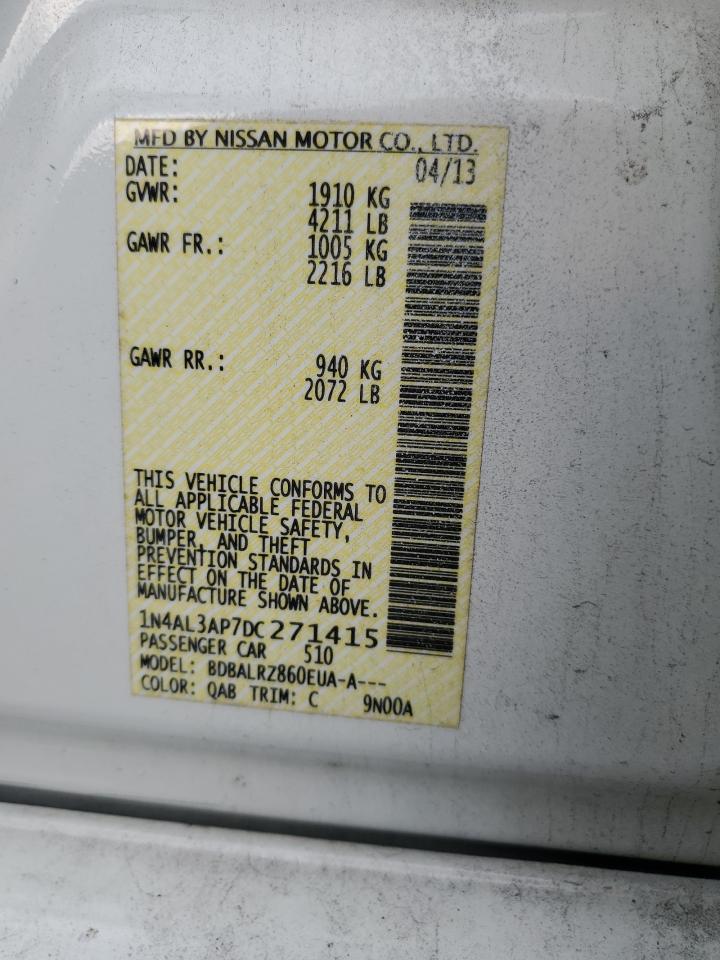 MFD BY NISSAN MOTOR CO., LTD.
DATE: 04/13
GVWR: 1910 KG
4211 LB
GAWR FR.: 1005 KG
2216 LB
GAWR RR.: 940 KG
2072 LB
THIS VEHICLE CONFORMS TO
ALL APPLICABLE FEDERAL
MOTOR VEHICLE SAFETY,
BUMPER, AND THEFT
PREVENTION STANDARDS IN
EFFECT ON THE DATE OF
MANUFACTURE SHOWN ABOVE.
1N4AL3AP7DC271415
PASSENGER CAR 510
MODEL: BDBALRZ860EUA-A---
COLOR: QAB TRIM: C 9N00A